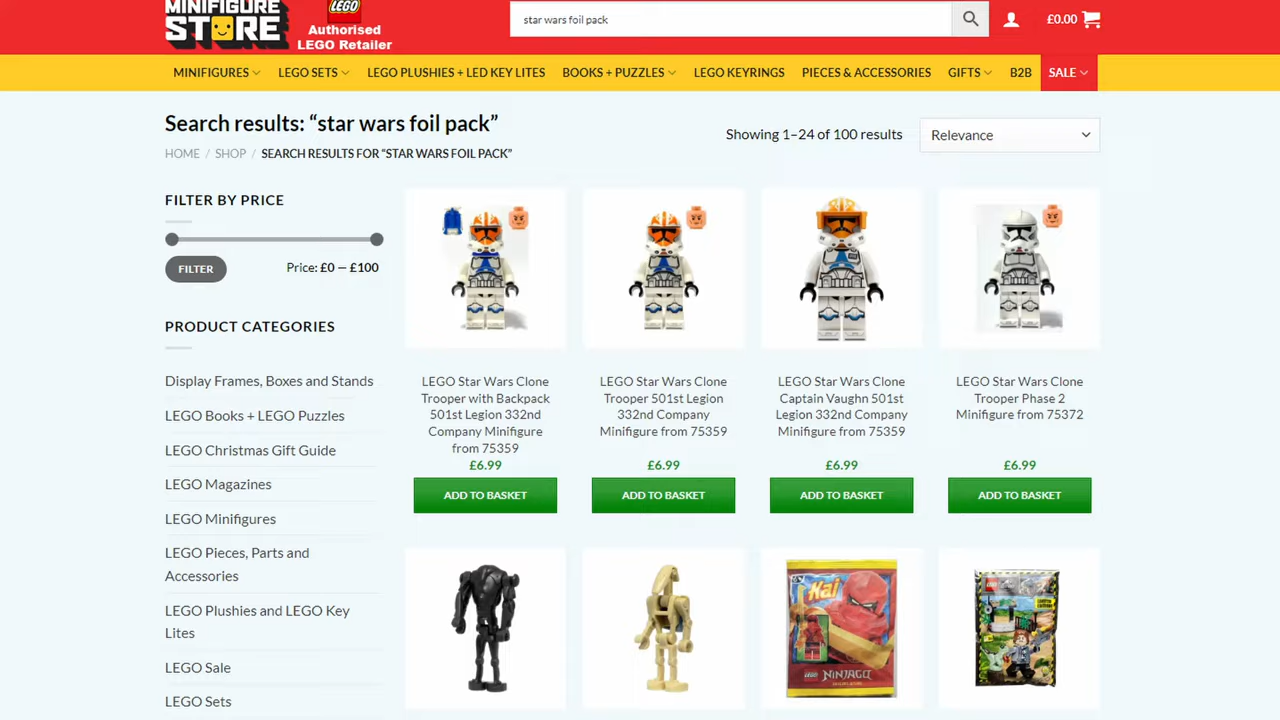 MINIFIGURE
STORE
LEGO
Authorised
LEGO Retailer
star wars foil pack
£0.00
MINIFIGURES
LEGO SETS
LEGO PLUSHIES + LED KEY LITES
BOOKS + PUZZLES
LEGO KEYRINGS
PIECES & ACCESSORIES
GIFTS
B2B
SALE
Search results: “star wars foil pack”
HOME / SHOP / SEARCH RESULTS FOR “STAR WARS FOIL PACK”
Showing 1–24 of 100 results
Relevance
FILTER BY PRICE
FILTER
Price: £0 — £100
PRODUCT CATEGORIES
Display Frames, Boxes and Stands
LEGO Books + LEGO Puzzles
LEGO Christmas Gift Guide
LEGO Magazines
LEGO Minifigures
LEGO Pieces, Parts and
Accessories
LEGO Plushies and LEGO Key
Lites
LEGO Sale
LEGO Sets
LEGO Star Wars Clone
Trooper with Backpack
501st Legion 332nd
Company Minifigure
from 75359
£6.99
ADD TO BASKET
LEGO Star Wars Clone
Trooper 501st Legion
332nd Company
Minifigure from 75359
£6.99
ADD TO BASKET
LEGO Star Wars Clone
Captain Vaughn 501st
Legion 332nd Company
Minifigure from 75359
£6.99
ADD TO BASKET
LEGO Star Wars Clone
Trooper Phase 2
Minifigure from 75372
£6.99
ADD TO BASKET
Kai
LEGO NINJAGO